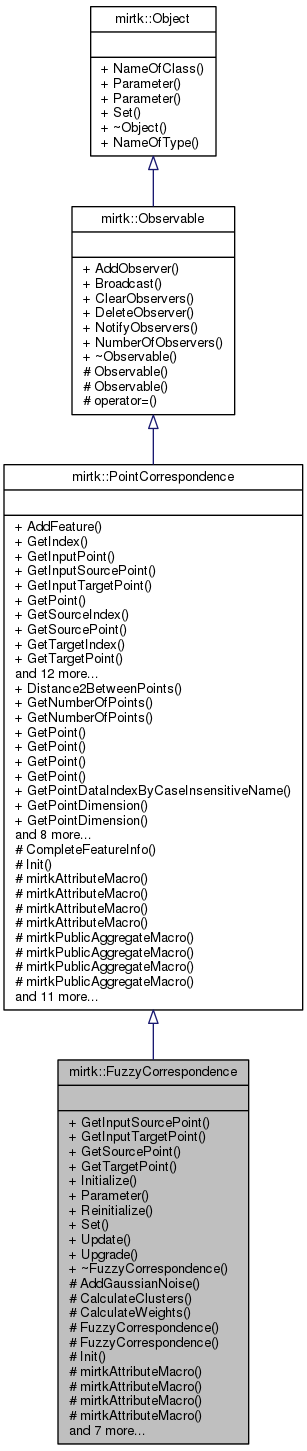 mirtk::Object
+ NameOfClass()
+ Parameter()
+ Parameter()
+ Set()
+ ~Object()
+ NameOfType()
mirtk::Observable
+ AddObserver()
+ Broadcast()
+ ClearObservers()
+ DeleteObserver()
+ NotifyObservers()
+ NumberOfObservers()
+ ~Observable()
# Observable()
# Observable()
# operator=()
mirtk::PointCorrespondence
+ AddFeature()
+ GetIndex()
+ GetInputPoint()
+ GetInputSourcePoint()
+ GetInputTargetPoint()
+ GetPoint()
+ GetSourceIndex()
+ GetSourcePoint()
+ GetTargetIndex()
+ GetTargetPoint()
and 12 more...
+ Distance2BetweenPoints()
+ GetNumberOfPoints()
+ GetNumberOfPoints()
+ GetPoint()
+ GetPoint()
+ GetPoint()
+ GetPoint()
+ GetPointDataIndexByCaseInsensitiveName()
+ GetPointDimension()
+ GetPointDimension()
and 8 more...
# CompleteFeatureInfo()
# Init()
# mirtkAttributeMacro()
# mirtkAttributeMacro()
# mirtkAttributeMacro()
# mirtkAttributeMacro()
# mirtkPublicAggregateMacro()
# mirtkPublicAggregateMacro()
# mirtkPublicAggregateMacro()
# mirtkPublicAggregateMacro()
and 11 more...
mirtk::FuzzyCorrespondence
+ GetInputSourcePoint()
+ GetInputTargetPoint()
+ GetSourcePoint()
+ GetTargetPoint()
+ Initialize()
+ Parameter()
+ Reinitialize()
+ Set()
+ Update()
+ Upgrade()
+ ~FuzzyCorrespondence()
# AddGaussianNoise()
# CalculateClusters()
# CalculateWeights()
# FuzzyCorrespondence()
# FuzzyCorrespondence()
# Init()
# mirtkAttributeMacro()
# mirtkAttributeMacro()
# mirtkAttributeMacro()
# mirtkAttributeMacro()
and 7 more...